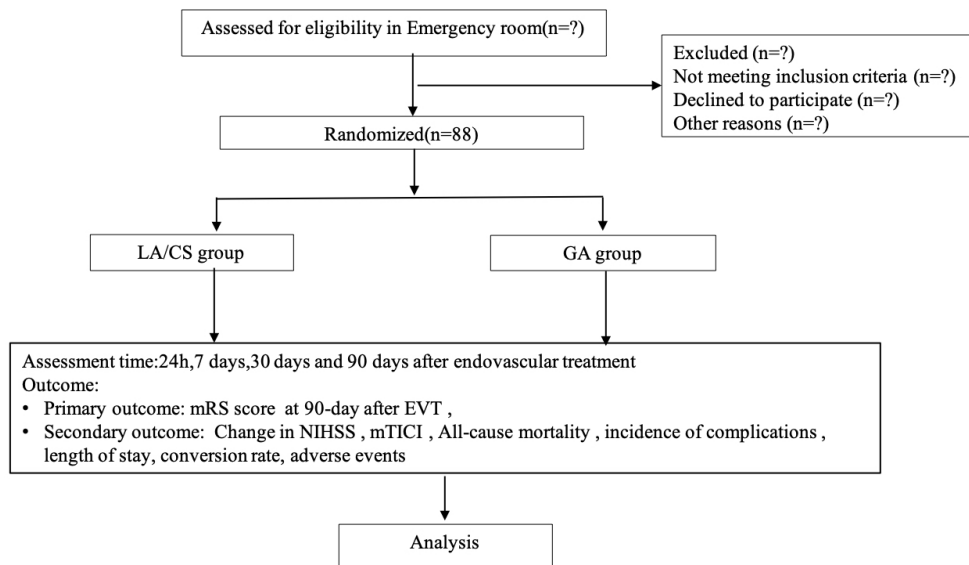 Assessed for eligibility in Emergency room(n=?)
Excluded (n=?)
Not meeting inclusion criteria (n=?)
Declined to participate (n=?)
Other reasons (n=?)
Randomized(n=88)
LA/CS group
GA group
Assessment time:24h,7 days,30 days and 90 days after endovascular treatment
Outcome:
• Primary outcome: mRS score at 90-day after EVT ,
• Secondary outcome: Change in NIHSS , mTICI , All-cause mortality , incidence of complications ,
length of stay, conversion rate, adverse events
Analysis